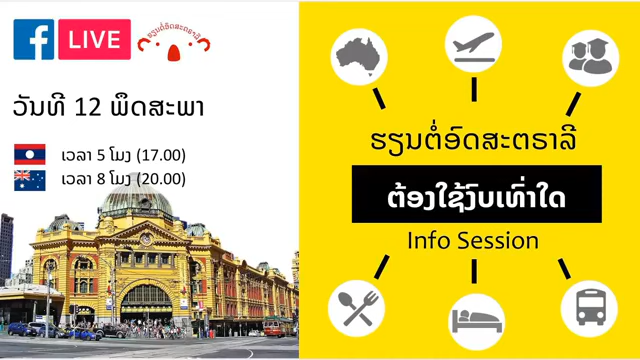 LIVE
ຮຽນຕໍ່ອົດສະຕຣາລີ
ວັນທີ 12 ພຶດສະພາ
ເວລາ 5 ໂມງ (17.00)
ເວລາ 8 ໂມງ (20.00)
ຮຽນຕໍ່ອົດສະຕຣາລີ
ຕ້ອງໃຊ້ງົບເທົ່າໃດ
Info Session